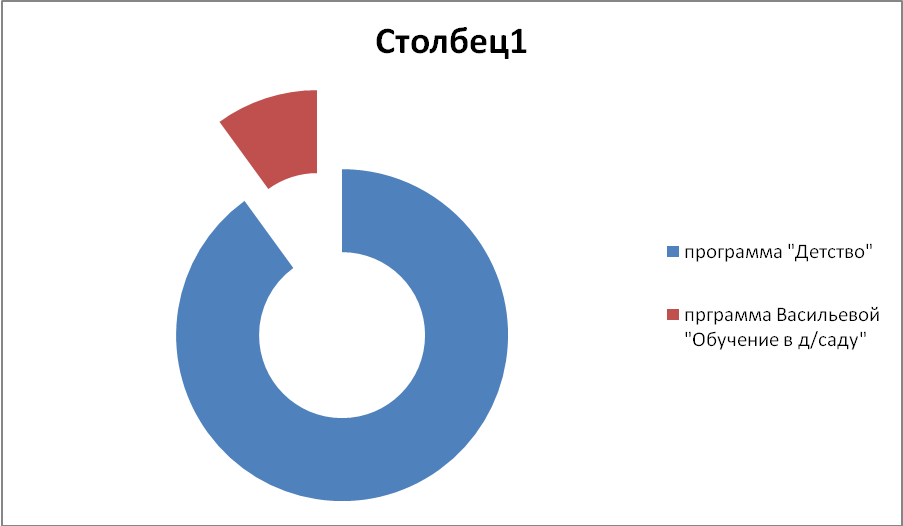 Столбец1
программа "Детство"
прграмма Васильевой
"Обучение в д/саду"